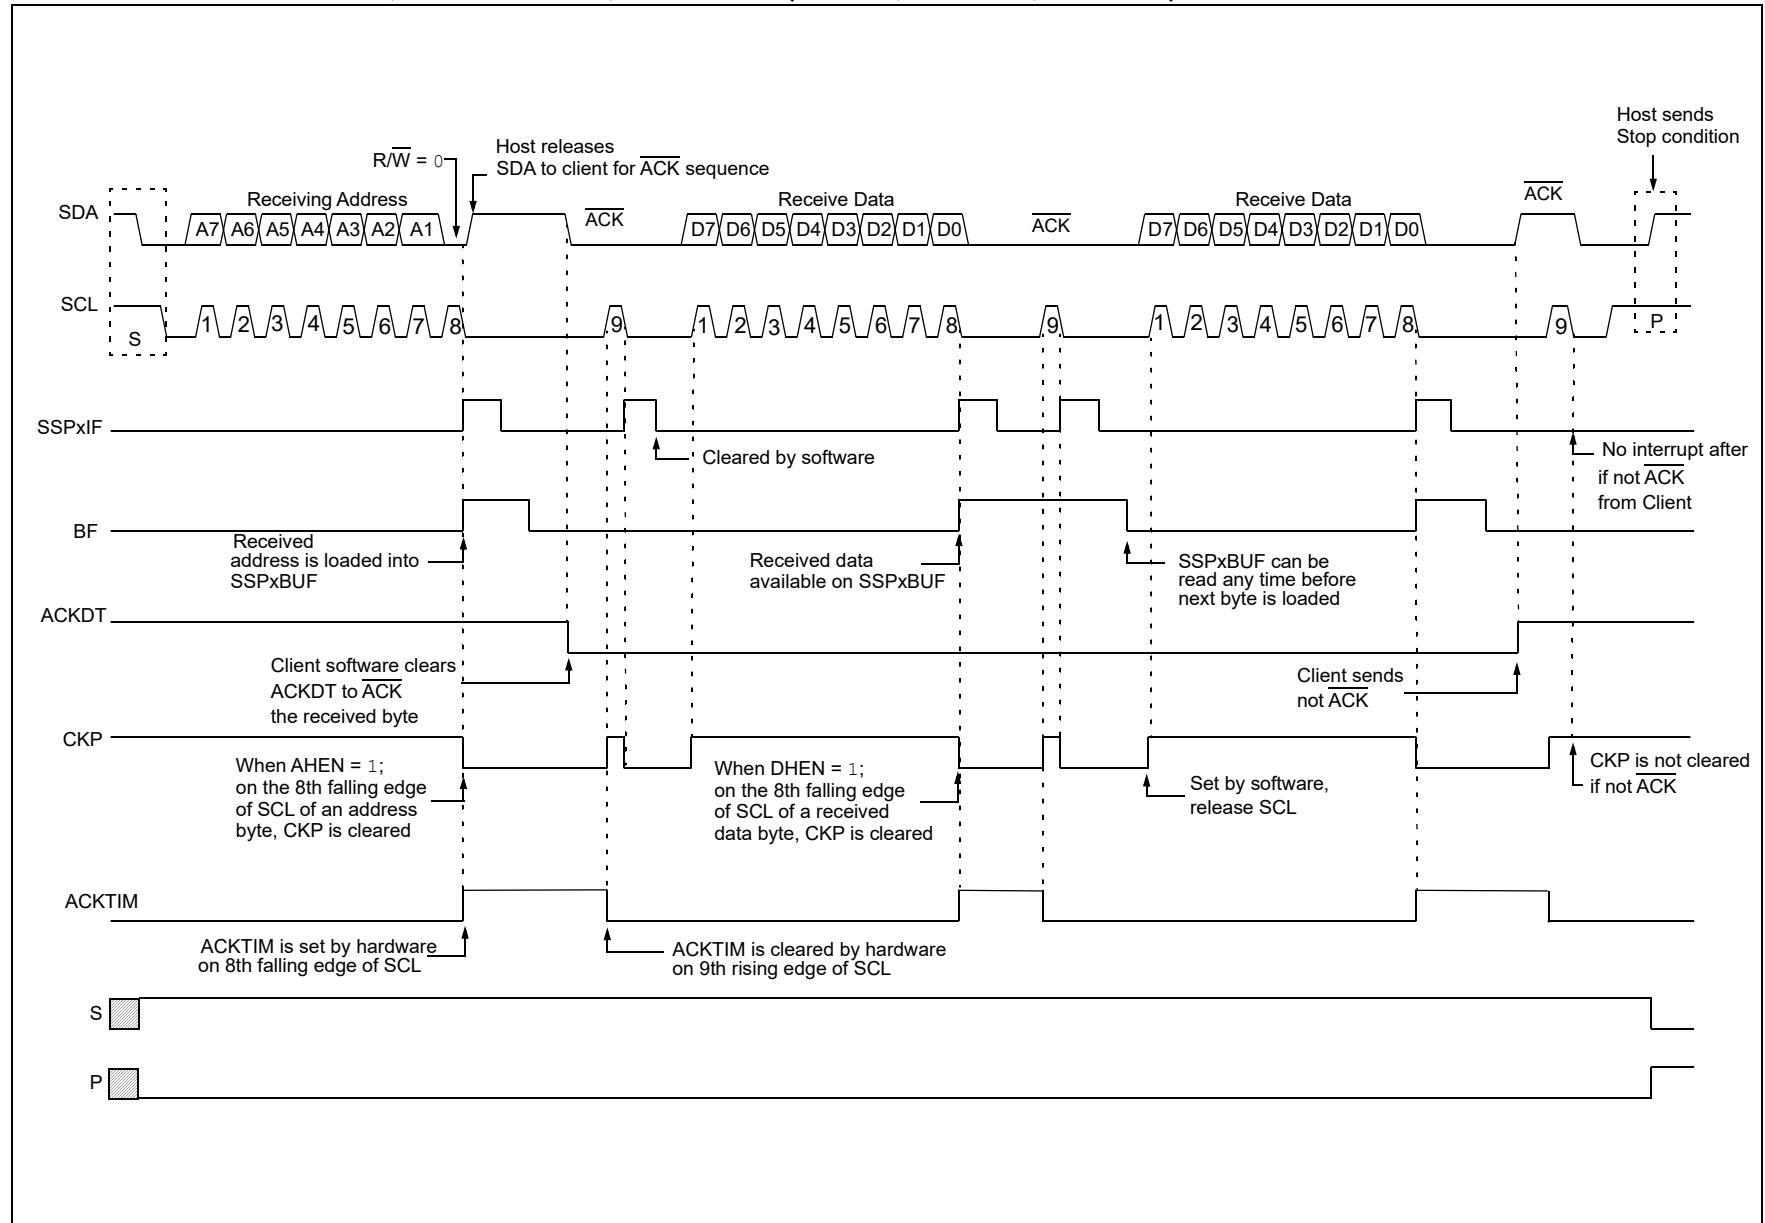 Host sends
Stop condition
Host releases
SDA to client for ACK sequence
R/W = 0
Receiving Address
ACK
Receive Data
ACK
Receive Data
ACK
SDA
A7 A6 A5 A4 A3 A2 A1
D7 D6 D5 D4 D3 D2 D1 D0
D7 D6 D5 D4 D3 D2 D1 D0
SCL
S
1 2 3 4 5 6 7 8 9
1 2 3 4 5 6 7 8 9
1 2 3 4 5 6 7 8 9
P
SSPxIF
Cleared by software
No interrupt after
if not ACK
from Client
BF
Received
address is loaded into
SSPxBUF
Received data
available on SSPxBUF
SSPxBUF can be
read any time before
next byte is loaded
ACKDT
Client software clears
ACKDT to ACK
the received byte
Client sends
not ACK
CKP
When AHEN = 1;
on the 8th falling edge
of SCL of an address
byte, CKP is cleared
When DHEN = 1;
on the 8th falling edge
of SCL of a received
data byte, CKP is cleared
Set by software,
release SCL
CKP is not cleared
if not ACK
ACKTIM
ACKTIM is set by hardware
on 8th falling edge of SCL
ACKTIM is cleared by hardware
on 9th rising edge of SCL
S
P